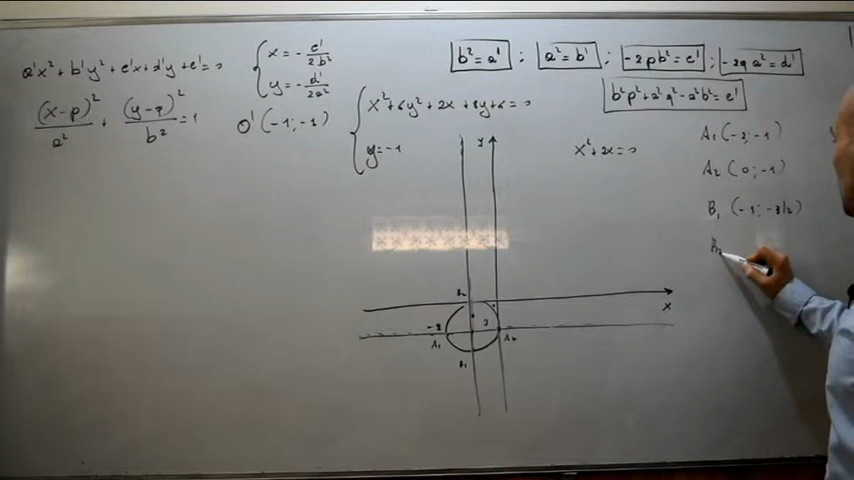 a'x² + b'y² + c'x + d'y + e' = 0
{ x = - c'/2b²
y = - d'/2a²
b² = a' ; a² = b' ; -2pb² = c' ; -2qa² = d'
b²p² + a²q² - a²b² = e'
(x-p)²/a² + (y-q)²/b² = 1
O' (-1; -1)
{ x² + 4y² + 2x + 8y + 4 = 0
y = -1
x² + 2x = 0
A₁ (-2; -1)
A₂ (0; -1)
B₁ (-1; -3/2)
B₂
y
x
B₂
-2
A₁
A₂
B₁